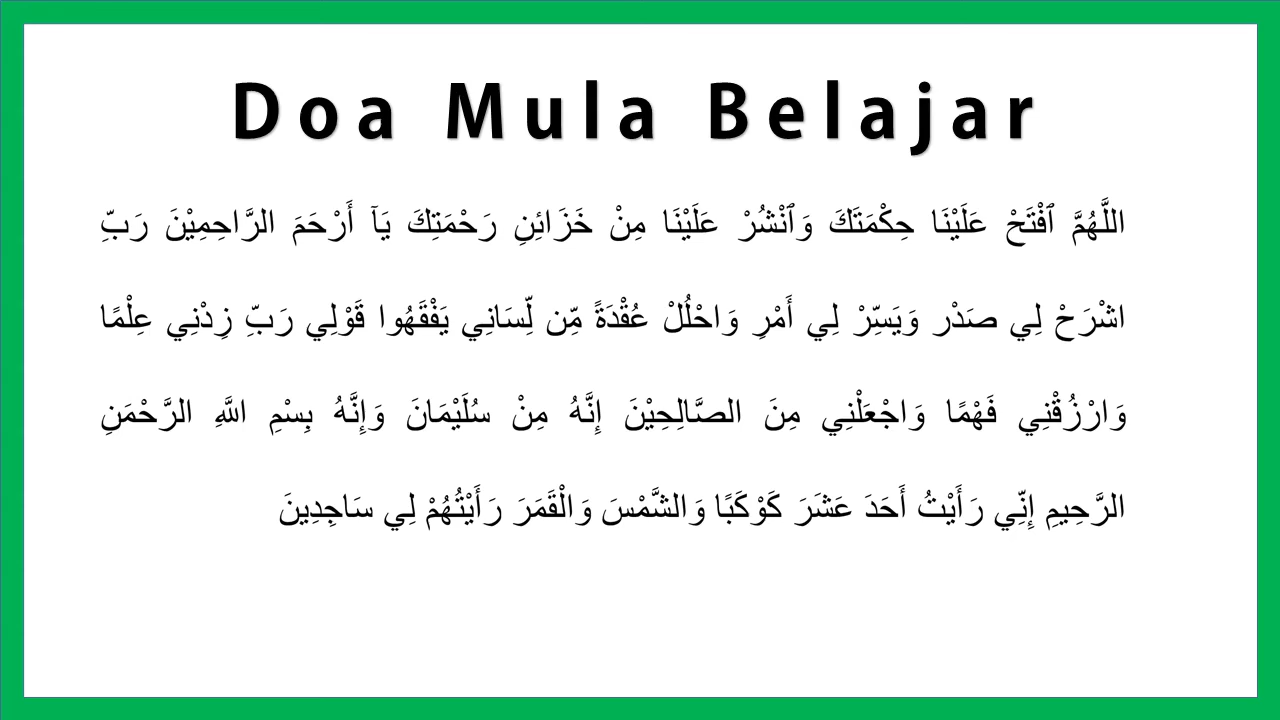 Doa Mula Belajar
اللَّهُمَّ ٱفْتَحْ عَلَيْنَا حِكْمَتَكَ وَٱنْشُرْ عَلَيْنَا مِنْ خَزَائِنِ رَحْمَتِكَ يَآ أَرْحَمَ الرَّاحِمِيْنَ رَبِّ
اشْرَحْ لِي صَدْر وَيَسِّرْ لِي أَمْرِ وَاحْلُلْ عُقْدَةً مِّن لِّسَانِي يَفْقَهُوا قَوْلِي رَبِّ زِدْنِي عِلْمًا
وَارْزُقْنِي فَهْمًا وَاجْعَلْنِي مِنَ الصَّالِحِيْنَ إِنَّهُ مِنْ سُلَيْمَانَ وَإِنَّهُ بِسْمِ اللَّهِ الرَّحْمَنِ
الرَّحِيمِ إِنِّي رَأَيْتُ أَحَدَ عَشَرَ كَوْكَبًا وَالشَّمْسَ وَالْقَمَرَ رَأَيْتُهُمْ لِي سَاجِدِينَ